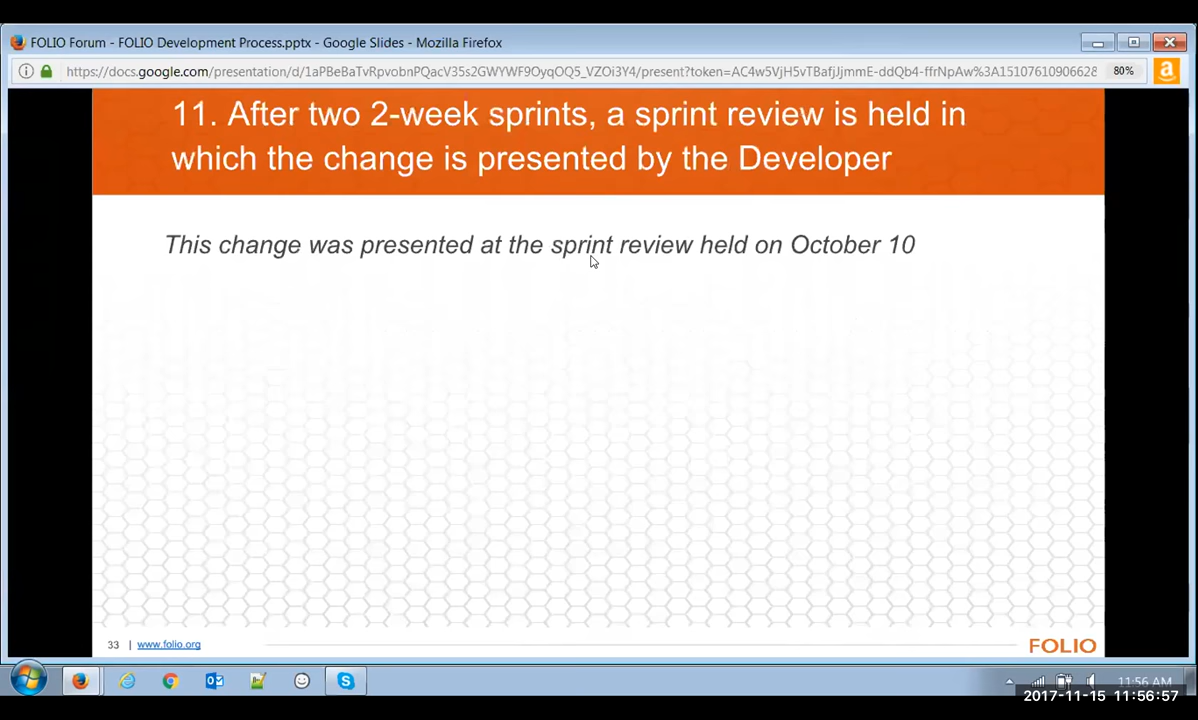 FOLIO Forum - FOLIO Development Process.pptx - Google Slides - Mozilla Firefox
https://docs.google.com/presentation/d/1aPBeBaTvRpvobnPQacV35s2GWYWF9OyqOQ5_VZOi3Y4/present?token=AC4w5VjH5vTBafjJjmmE-ddQb4-ffrNpAw%3A15107610906628 80%
11. After two 2-week sprints, a sprint review is held in
which the change is presented by the Developer
This change was presented at the sprint review held on October 10
33 | www.folio.org
FOLIO
11:56 AM
2017-11-15 11:56:57